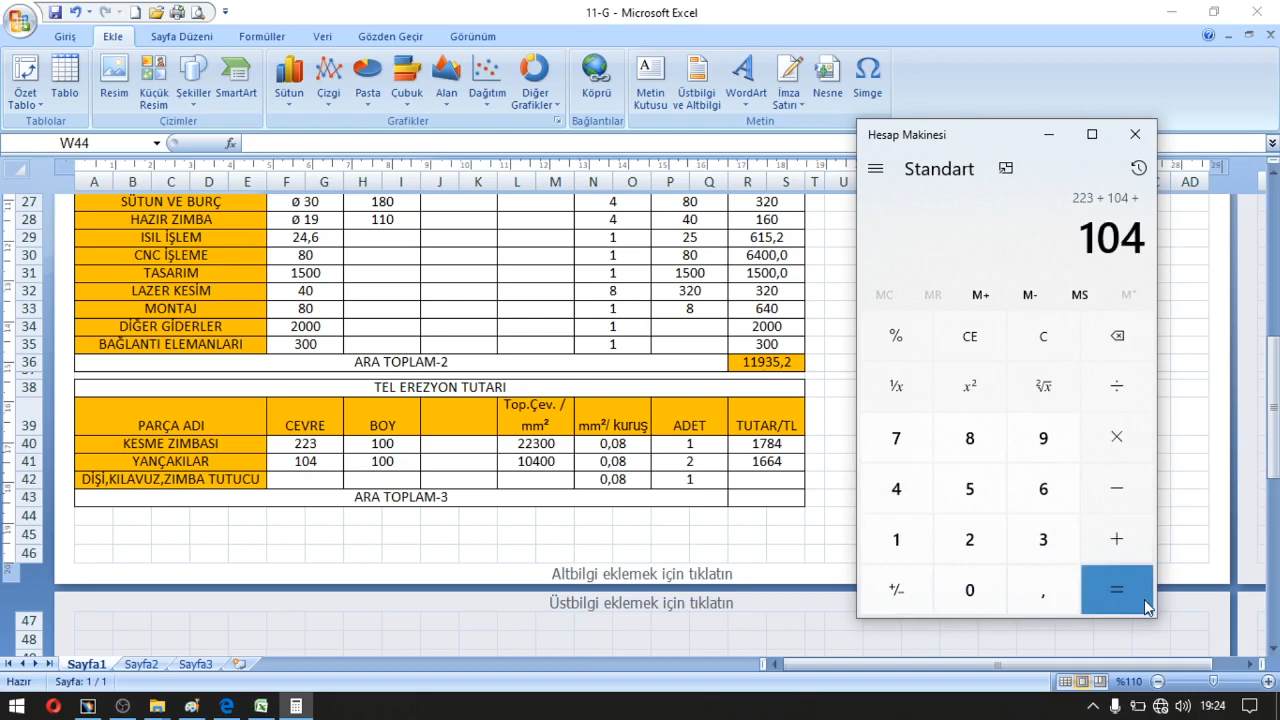 11-G - Microsoft Excel
Giriş Ekle Sayfa Düzeni Formüller Veri Gözden Geçir Görünüm
Özet Tablo Tablo Resim Küçük Resim Şekiller SmartArt Sütun Çizgi Pasta Çubuk Alan Dağıtım Diğer Grafikler Köprü Metin Kutusu Üstbilgi ve Altbilgi WordArt İmza Satırı Nesne Simge
Tablolar Çizimler Grafikler Bağlantılar Metin
W44 fx
A B C D E F G H I J K L M N O P Q R S T U AD
27 SÜTUN VE BURÇ ø 30 180 4 80 320
28 HAZIR ZIMBA ø 19 110 4 40 160
29 ISIL İŞLEM 24,6 1 25 615,2
30 CNC İŞLEME 80 1 80 6400,0
31 TASARIM 1500 1 1500 1500,0
32 LAZER KESİM 40 8 320 320
33 MONTAJ 80 1 8 640
34 DİĞER GİDERLER 2000 1 2000
35 BAĞLANTI ELEMANLARI 300 1 300
36 ARA TOPLAM-2 11935,2
38 TEL EREZYON TUTARI
39 PARÇA ADI CEVRE BOY Top.Çev. / mm² mm²/ kuruş ADET TUTAR/TL
40 KESME ZIMBASI 223 100 22300 0,08 1 1784
41 YANÇAKILAR 104 100 10400 0,08 2 1664
42 DİŞİ,KILAVUZ,ZIMBA TUTUCU 0,08 1
43 ARA TOPLAM-3
44
45
46
Altbilgi eklemek için tıklatın
Üstbilgi eklemek için tıklatın
47
48
Sayfa1 Sayfa2 Sayfa3
Hazır Sayfa: 1 / 1 %110
Hesap Makinesi
Standart
223 + 104 +
104
MC MR M+ M- MS M˅
% CE C
¹/x x² ²√x ÷
7 8 9 ×
4 5 6 −
1 2 3 +
+/− 0 , =
19:24